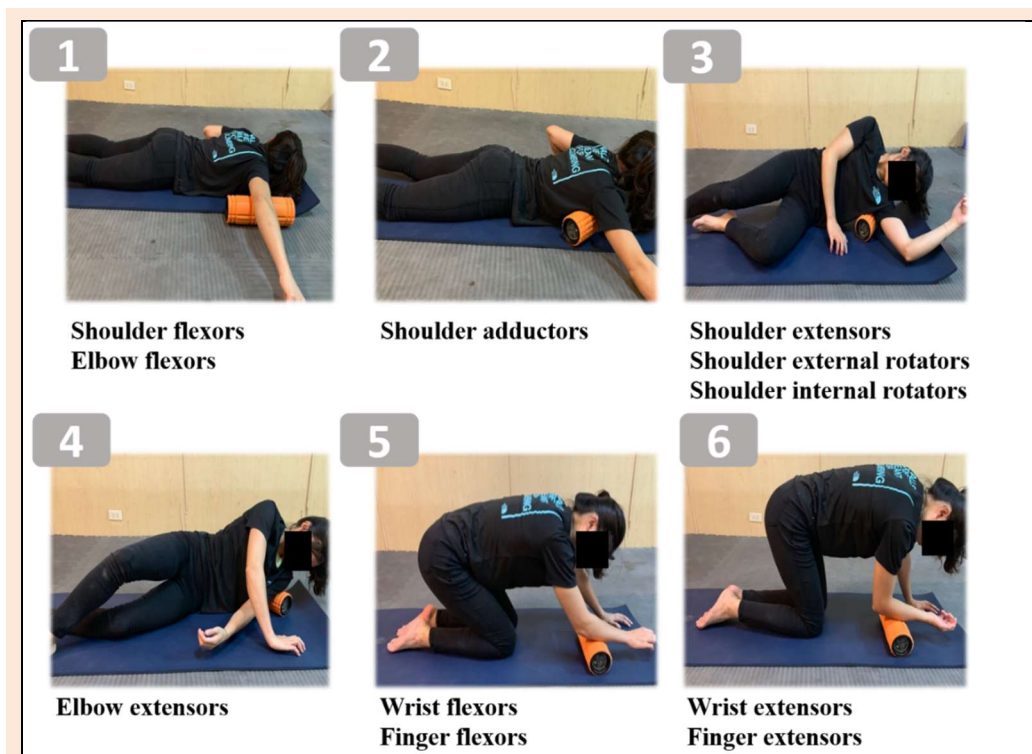 1
2
3
Shoulder flexors
Elbow flexors
Shoulder adductors
Shoulder extensors
Shoulder external rotators
Shoulder internal rotators
4
5
6
Elbow extensors
Wrist flexors
Finger flexors
Wrist extensors
Finger extensors